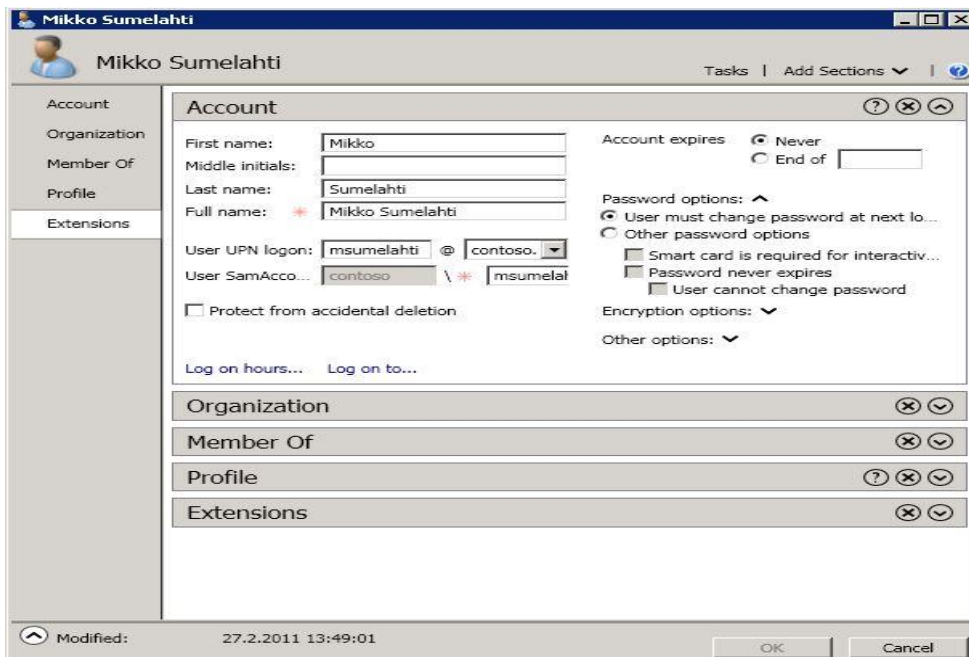 Mikko Sumelahti
Mikko Sumelahti
Tasks | Add Sections |
Account
Organization
Member Of
Profile
Extensions
Account
First name: Mikko
Middle initials:
Last name: Sumelahti
Full name: * Mikko Sumelahti
User UPN logon: msumelahti @ contoso.
User SamAcco... contoso \ * msumelah
Protect from accidental deletion
Log on hours... Log on to...
Account expires Never
End of
Password options:
User must change password at next lo...
Other password options
Smart card is required for interactiv...
Password never expires
User cannot change password
Encryption options:
Other options:
Organization
Member Of
Profile
Extensions
Modified: 27.2.2011 13:49:01
OK Cancel